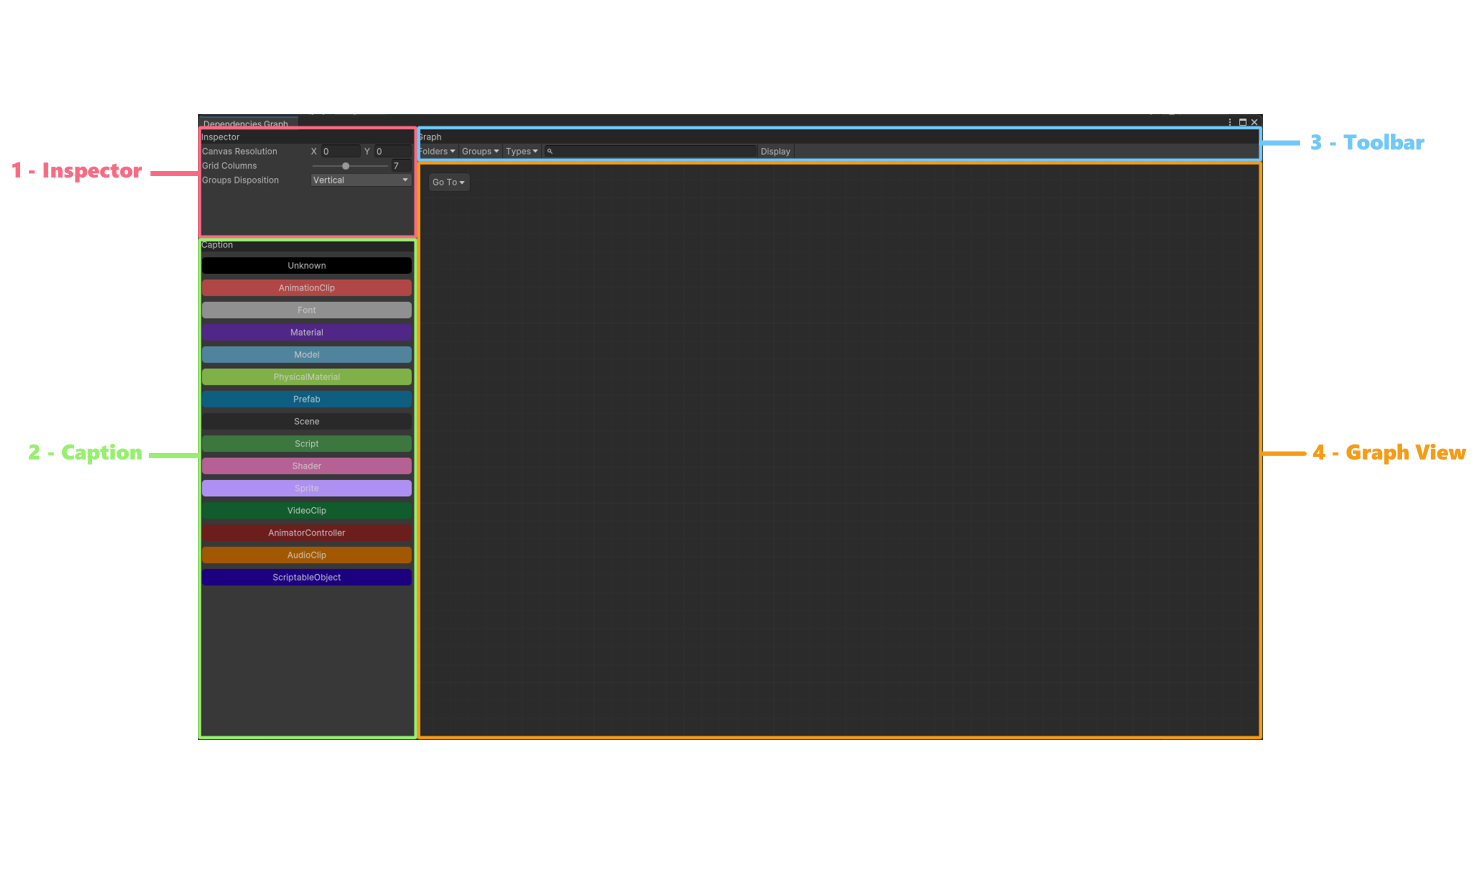 Dependencies Graph
Inspector
Canvas Resolution X 0 Y 0
Grid Columns 7
Groups Disposition Vertical
1 - Inspector
Caption
Unknown
AnimationClip
Font
Material
Model
PhysicalMaterial
Prefab
Scene
Script
Shader
Sprite
VideoClip
AnimatorController
AudioClip
ScriptableObject
2 - Caption
Graph
Folders Groups Types Display
3 - Toolbar
Go To
4 - Graph View